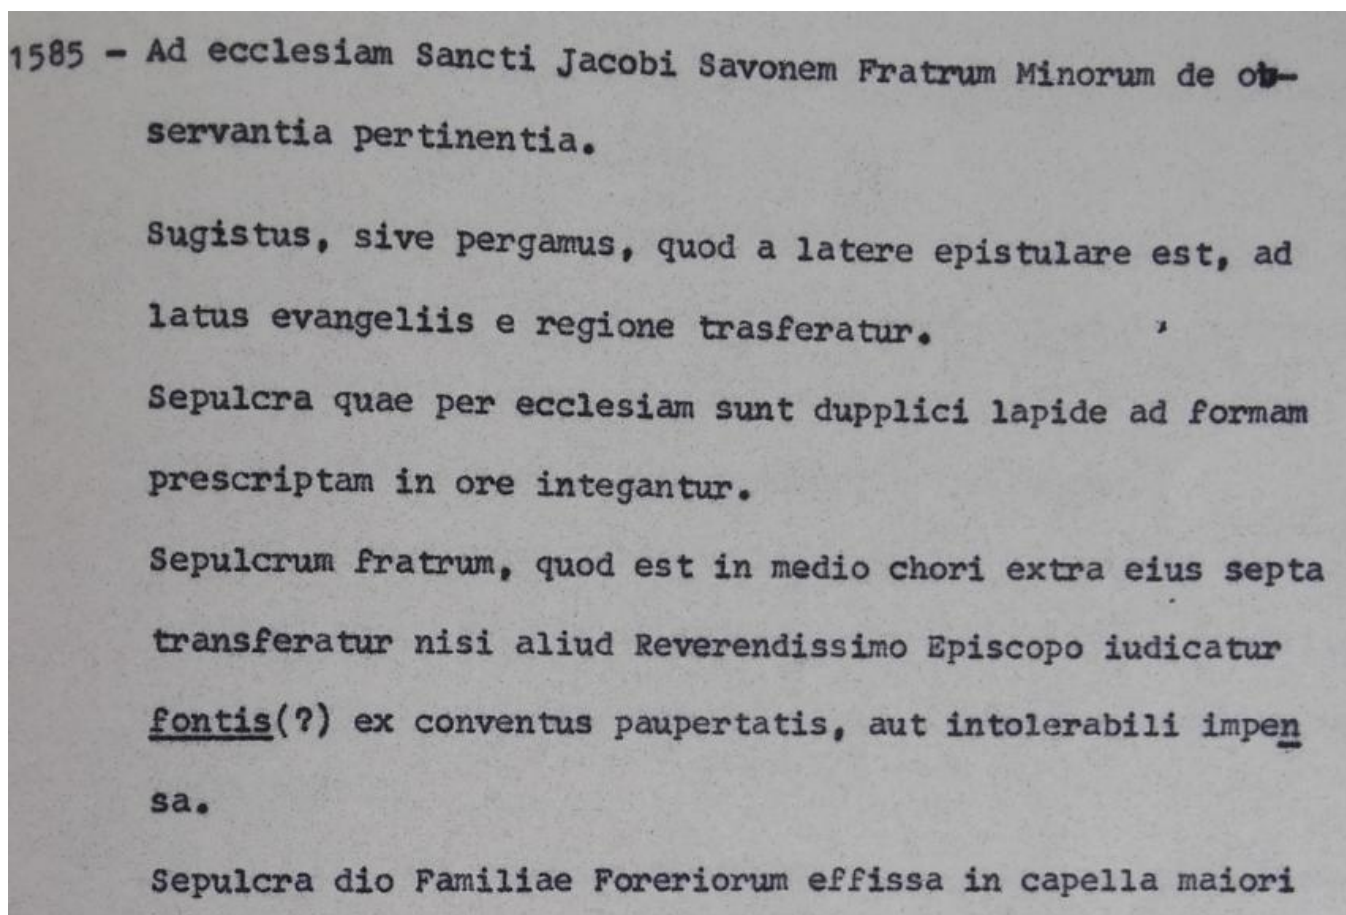 1585 - Ad ecclesiam Sancti Jacobi Savonem Fratrum Minorum de ob-
servantia pertinentia.
Sugistus, sive pergamus, quod a latere epistulare est, ad
latus evangeliis e regione trasferatur.
Sepulcra quae per ecclesiam sunt dupplici lapide ad formam
prescriptam in ore integantur.
Sepulcrum fratrum, quod est in medio chori extra eius septa
transferatur nisi aliud Reverendissimo Episcopo iudicatur
fontis(?) ex conventus paupertatis, aut intolerabili impen
sa.
Sepulcra dio Familiae Foreriorum effissa in capella maiori